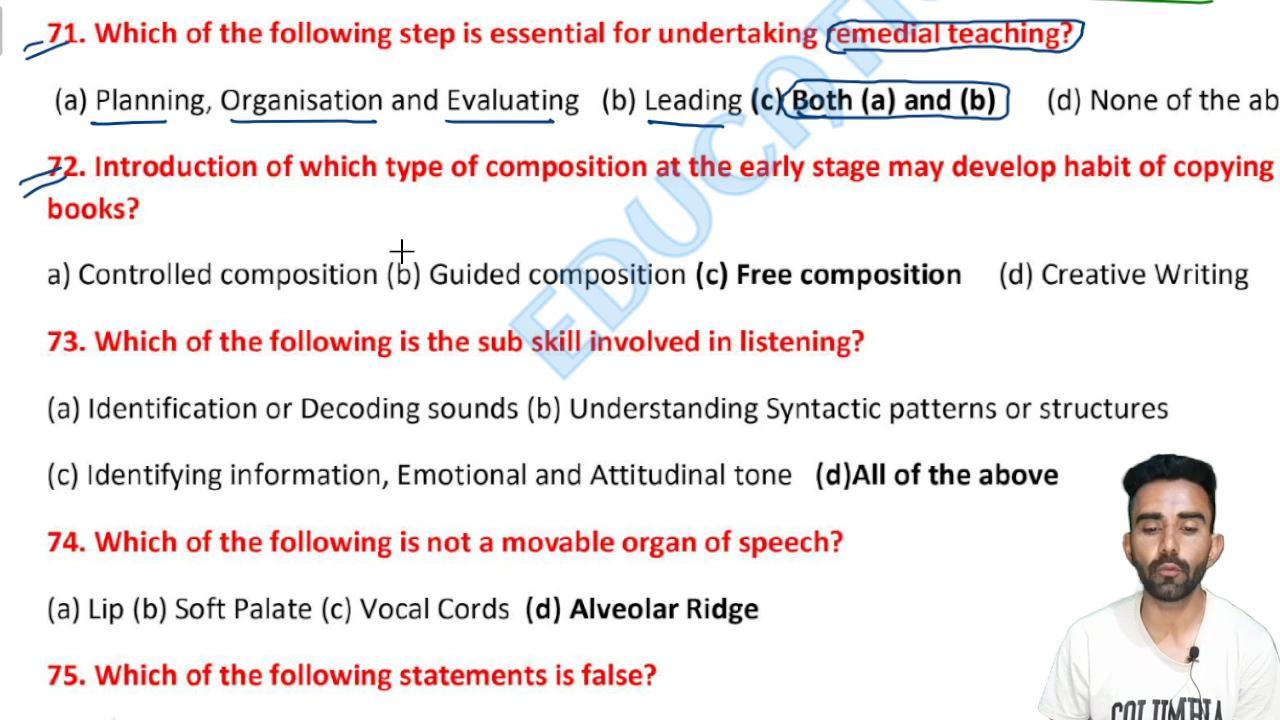 71. Which of the following step is essential for undertaking remedial teaching?
(a) Planning, Organisation and Evaluating (b) Leading (c) Both (a) and (b) (d) None of the ab
72. Introduction of which type of composition at the early stage may develop habit of copying
books?
a) Controlled composition (b) Guided composition (c) Free composition (d) Creative Writing
73. Which of the following is the sub skill involved in listening?
(a) Identification or Decoding sounds (b) Understanding Syntactic patterns or structures
(c) Identifying information, Emotional and Attitudinal tone (d)All of the above
74. Which of the following is not a movable organ of speech?
(a) Lip (b) Soft Palate (c) Vocal Cords (d) Alveolar Ridge
75. Which of the following statements is false?
EDUCATI
COLUMBIA